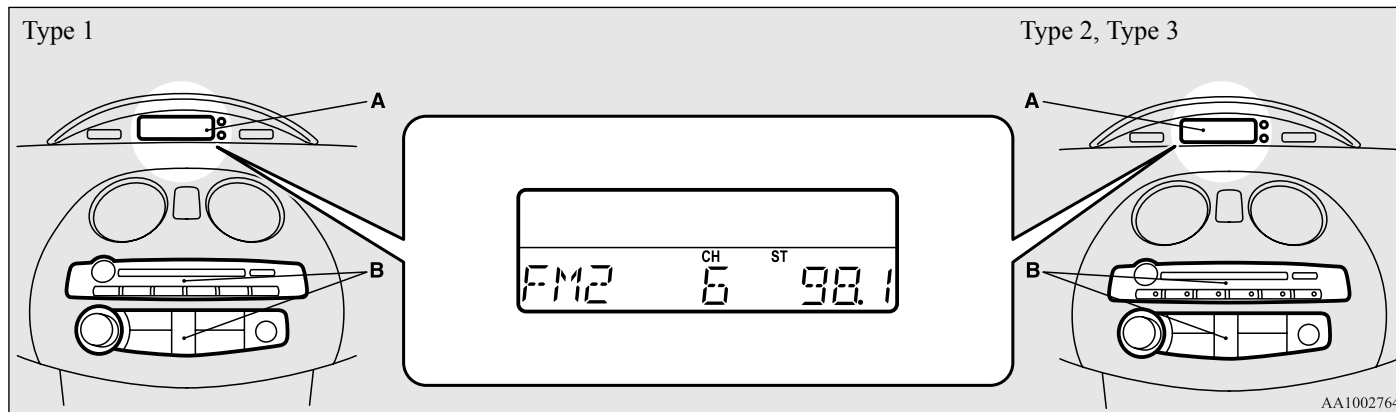 Type 1
Type 2, Type 3
A
A
CH ST
FM2 6 98.1
B
B
AA1002764